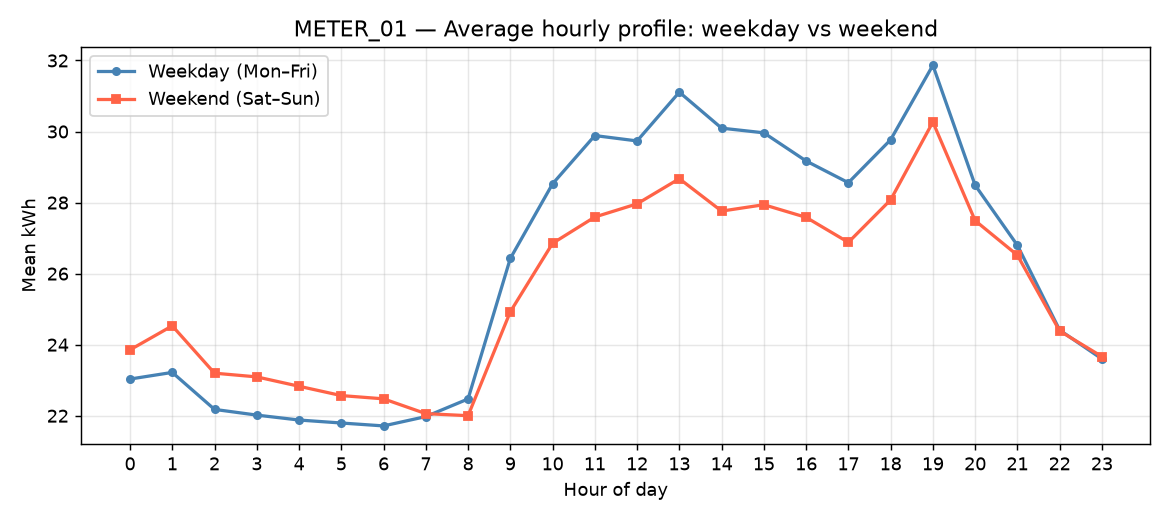 METER_01 — Average hourly profile: weekday vs weekend
Weekday (Mon–Fri)
Weekend (Sat–Sun)
Mean kWh
32
30
28
26
24
22
0 1 2 3 4 5 6 7 8 9 10 11 12 13 14 15 16 17 18 19 20 21 22 23
Hour of day